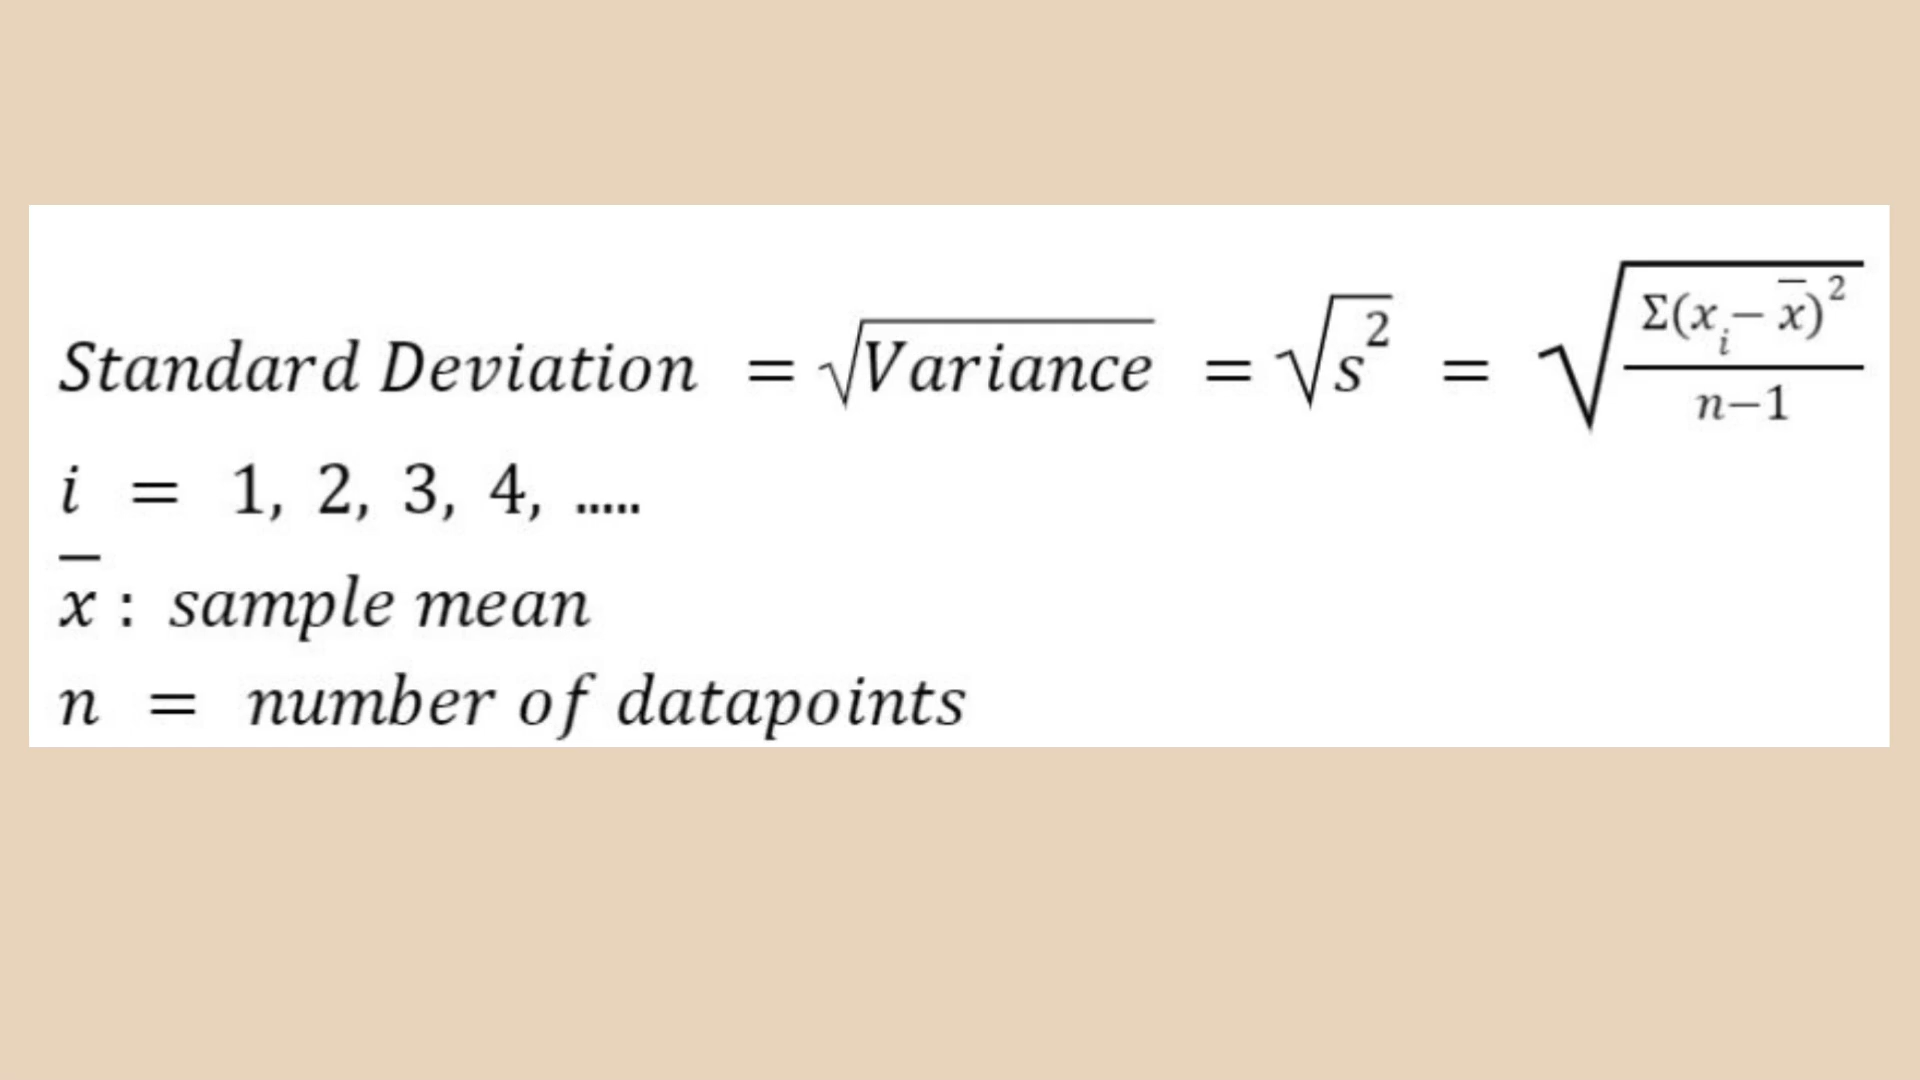 Standard Deviation = √Variance = √s² = √(Σ(xᵢ− x̅)²/n−1)
i = 1, 2, 3, 4, .....
x̅ : sample mean
n = number of datapoints